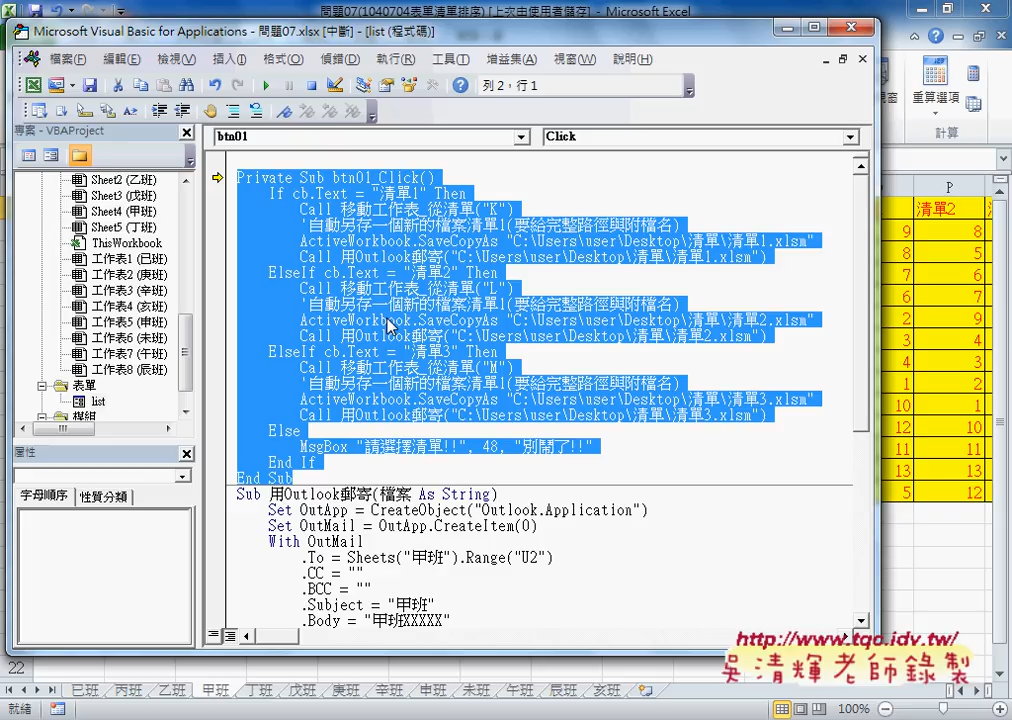 問題07(1040704表單清單排序) [上次由使用者儲存] - Microsoft Excel
Microsoft Visual Basic for Applications - 問題07.xlsx [中斷] - [list (程式碼)]
檔案(F) 編輯(E) 檢視(V) 插入(I) 格式(O) 偵錯(D) 執行(R) 工具(T) 增益集(A) 視窗(W) 說明(H)
列 2，行 1
重算選項
計算
專案 - VBAProject
btn01 Click
Sheet2 (乙班)
Sheet3 (戊班)
Sheet4 (甲班)
Sheet5 (丁班)
ThisWorkbook
工作表1 (己班)
工作表2 (庚班)
工作表3 (辛班)
工作表4 (亥班)
工作表5 (申班)
工作表6 (未班)
工作表7 (午班)
工作表8 (辰班)
表單
list
模組
屬性
字母順序 性質分類
Private Sub btn01_Click()
If cb.Text = "清單1" Then
Call 移動工作表_從清單("K")
'自動另存一個新的檔案清單1(要給完整路徑與附檔名)
ActiveWorkbook.SaveCopyAs "C:\Users\user\Desktop\清單\清單1.xlsm"
Call 用Outlook郵寄("C:\Users\user\Desktop\清單\清單1.xlsm")
ElseIf cb.Text = "清單2" Then
Call 移動工作表_從清單("L")
'自動另存一個新的檔案清單1(要給完整路徑與附檔名)
ActiveWorkbook.SaveCopyAs "C:\Users\user\Desktop\清單\清單2.xlsm"
Call 用Outlook郵寄("C:\Users\user\Desktop\清單\清單2.xlsm")
ElseIf cb.Text = "清單3" Then
Call 移動工作表_從清單("M")
'自動另存一個新的檔案清單1(要給完整路徑與附檔名)
ActiveWorkbook.SaveCopyAs "C:\Users\user\Desktop\清單\清單3.xlsm"
Call 用Outlook郵寄("C:\Users\user\Desktop\清單\清單3.xlsm")
Else
MsgBox "請選擇清單!!", 48, "別鬧了!!"
End If
End Sub
Sub 用Outlook郵寄(檔案 As String)
Set OutApp = CreateObject("Outlook.Application")
Set OutMail = OutApp.CreateItem(0)
With OutMail
.To = Sheets("甲班").Range("U2")
.CC = ""
.BCC = ""
.Subject = "甲班"
.Body = "甲班XXXXX"
P
清單2
9 8
8 5
7 6
6 7
2 9
3 4
4 3
1 2
10 1
12 10
11 11
13 13
5 12
http://www.tqc.idv.tw/
吳清輝老師錄製
22
己班 丙班 乙班 甲班 丁班 戊班 庚班 辛班 申班 未班 午班 辰班 亥班
就緒
100%